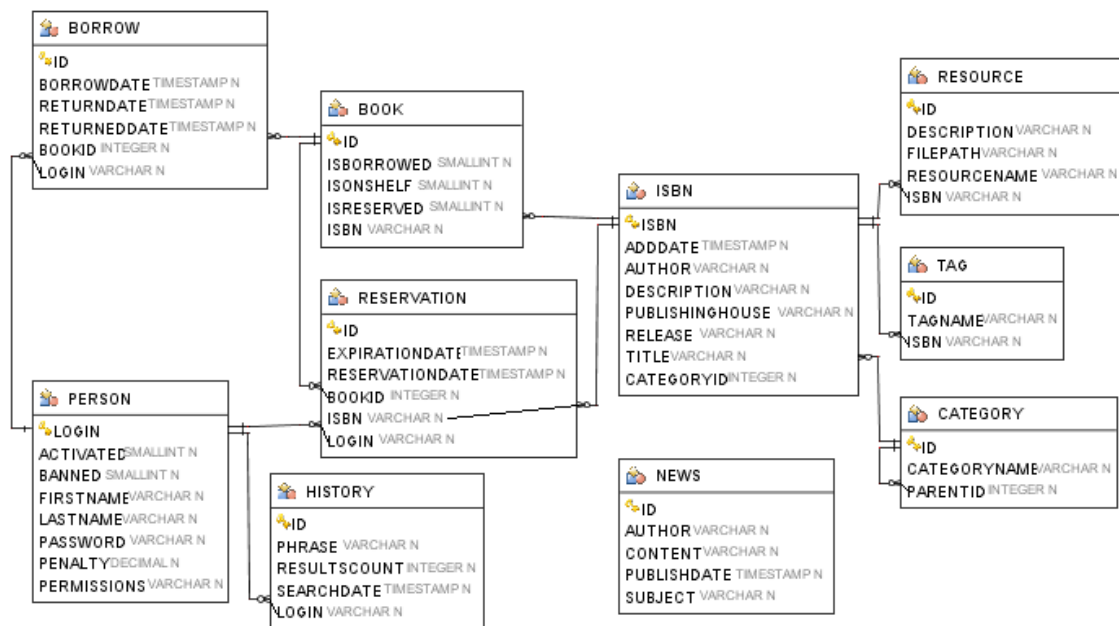 BORROW
ID
BORROWDATE TIMESTAMP N
RETURNDATE TIMESTAMP N
RETURNEDDATE TIMESTAMP N
BOOKID INTEGER N
LOGIN VARCHAR N
BOOK
ID
ISBORROWED SMALLINT N
ISONSHELF SMALLINT N
ISRESERVED SMALLINT N
ISBN VARCHAR N
RESERVATION
ID
EXPIRATIONDATE TIMESTAMP N
RESERVATIONDATE TIMESTAMP N
BOOKID INTEGER N
ISBN VARCHAR N
LOGIN VARCHAR N
PERSON
LOGIN
ACTIVATED SMALLINT N
BANNED SMALLINT N
FIRSTNAME VARCHAR N
LASTNAME VARCHAR N
PASSWORD VARCHAR N
PENALTY DECIMAL N
PERMISSIONS VARCHAR N
HISTORY
ID
PHRASE VARCHAR N
RESULTSCOUNT INTEGER N
SEARCHDATE TIMESTAMP N
LOGIN VARCHAR N
ISBN
ISBN
ADDDATE TIMESTAMP N
AUTHOR VARCHAR N
DESCRIPTION VARCHAR N
PUBLISHINGHOUSE VARCHAR N
RELEASE VARCHAR N
TITLE VARCHAR N
CATEGORYID INTEGER N
NEWS
ID
AUTHOR VARCHAR N
CONTENT VARCHAR N
PUBLISHDATE TIMESTAMP N
SUBJECT VARCHAR N
RESOURCE
ID
DESCRIPTION VARCHAR N
FILEPATH VARCHAR N
RESOURCENAME VARCHAR N
ISBN VARCHAR N
TAG
ID
TAGNAME VARCHAR N
ISBN VARCHAR N
CATEGORY
ID
CATEGORYNAME VARCHAR N
PARENTID INTEGER N